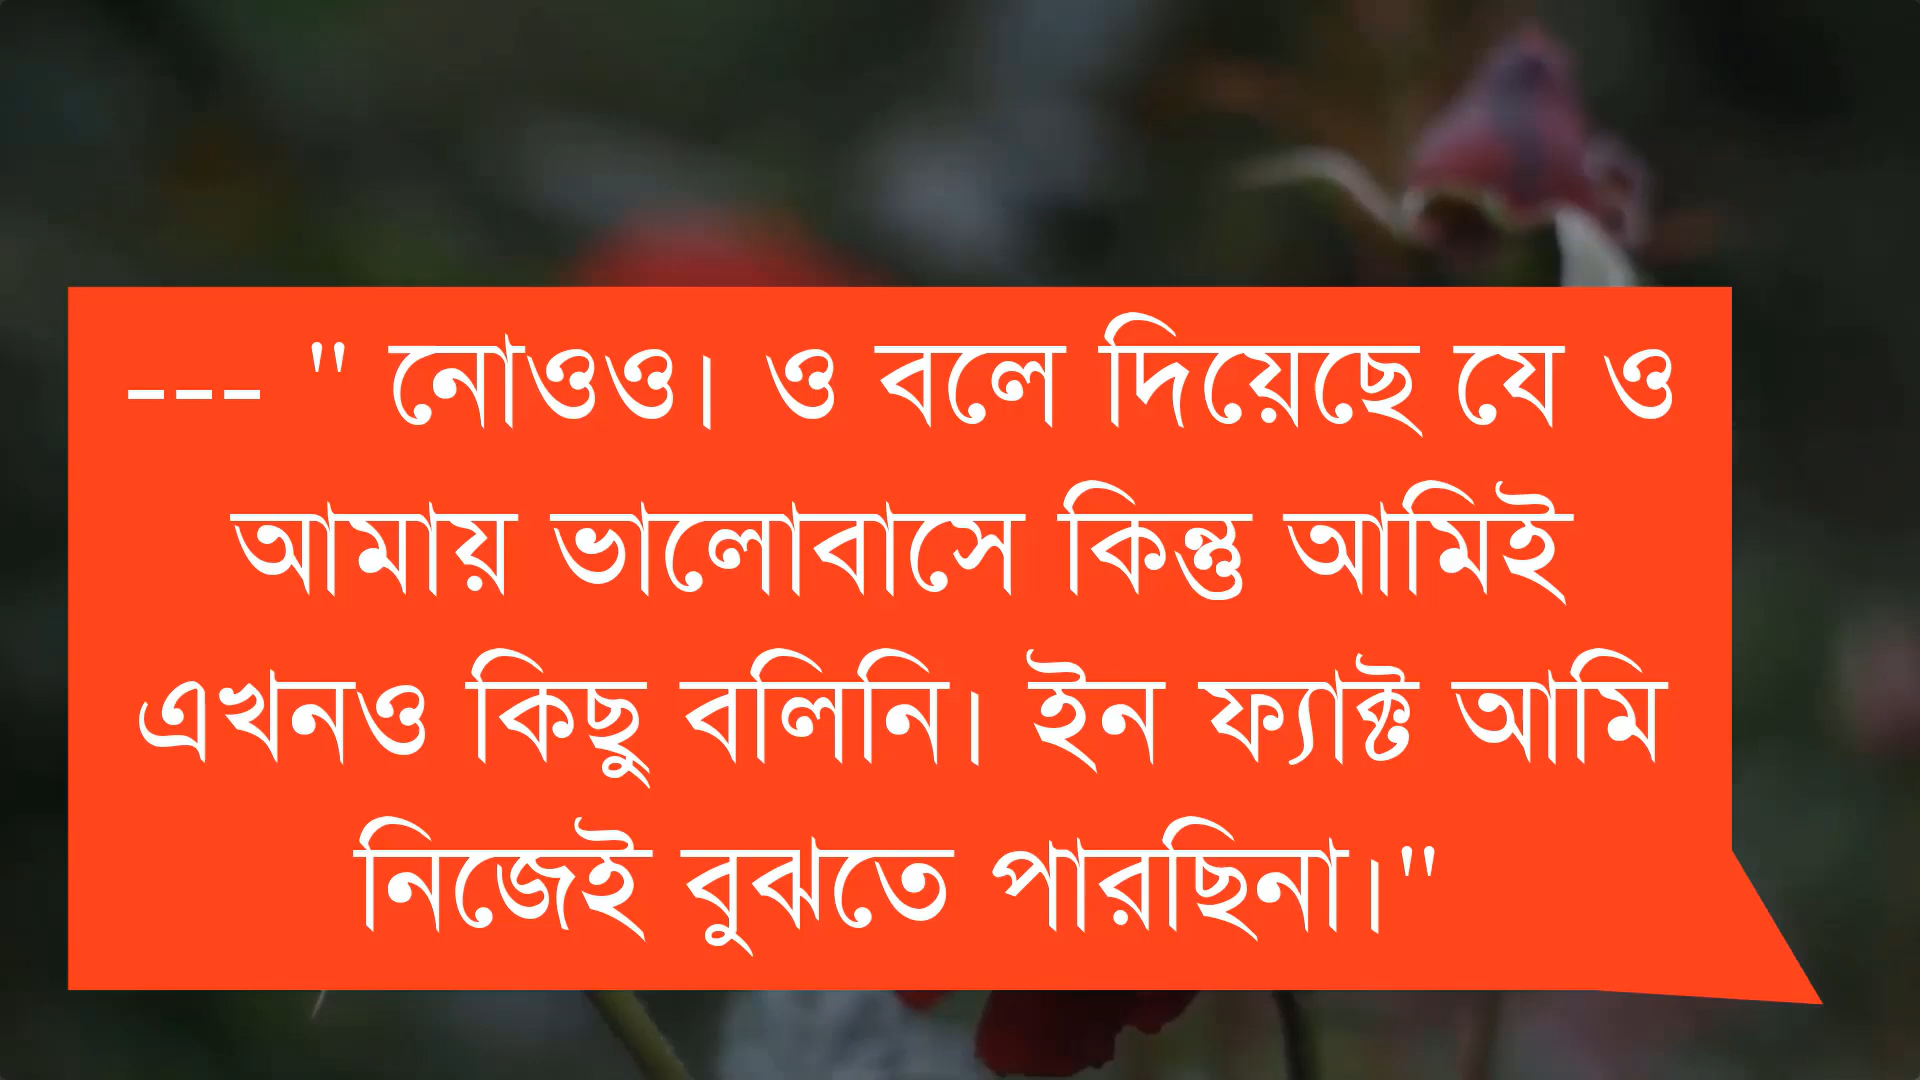 --- " নোওও। ও বলে দিয়েছে যে ও
আমায় ভালোবাসে কিন্তু আমিই
এখনও কিছু বলিনি। ইন ফ্যাক্ট আমি
নিজেই বুঝতে পারছিনা।"